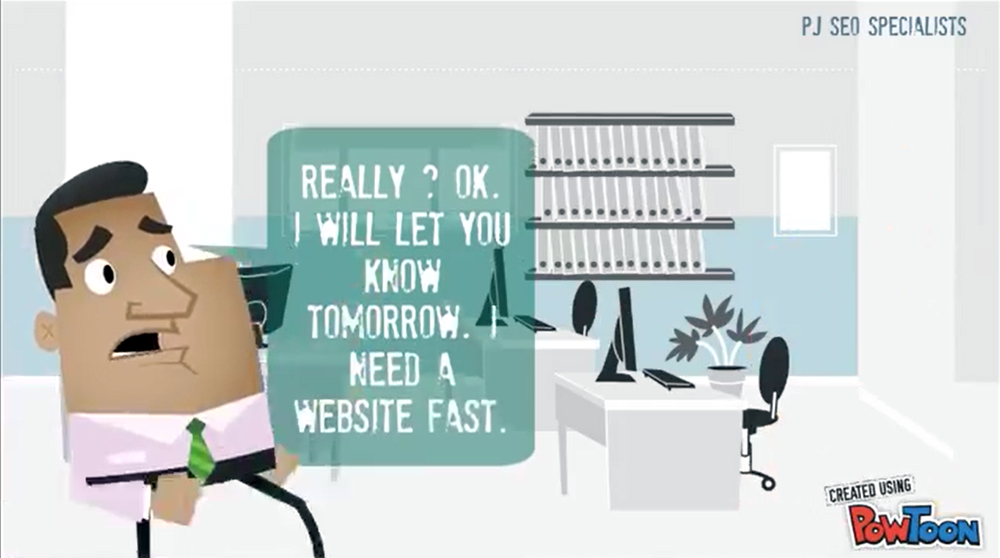 PJ SEO SPECIALISTS
REALLY ? OK.
I WILL LET YOU
KNOW
TOMORROW. I
NEED A
WEBSITE FAST.
CREATED USING
POWTOON